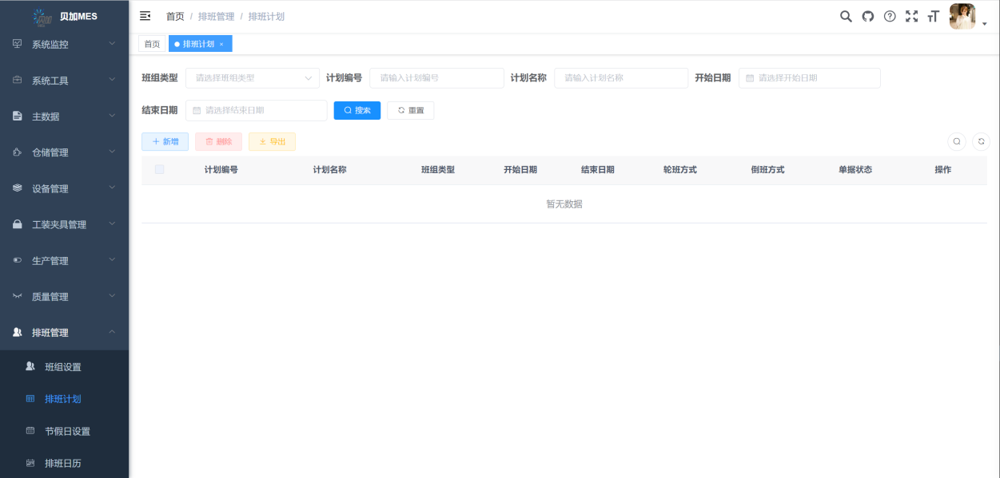 贝加MES
系统监控
系统工具
主数据
仓储管理
设备管理
工装夹具管理
生产管理
质量管理
排班管理
班组设置
排班计划
节假日设置
排班日历
首页 / 排班管理 / 排班计划
首页 排班计划 ×
班组类型 请选择班组类型 计划编号 请输入计划编号 计划名称 请输入计划名称 开始日期 请选择开始日期
结束日期 请选择结束日期 搜索 重置
新增 删除 导出
计划编号 计划名称 班组类型 开始日期 结束日期 轮班方式 倒班方式 单据状态 操作
暂无数据